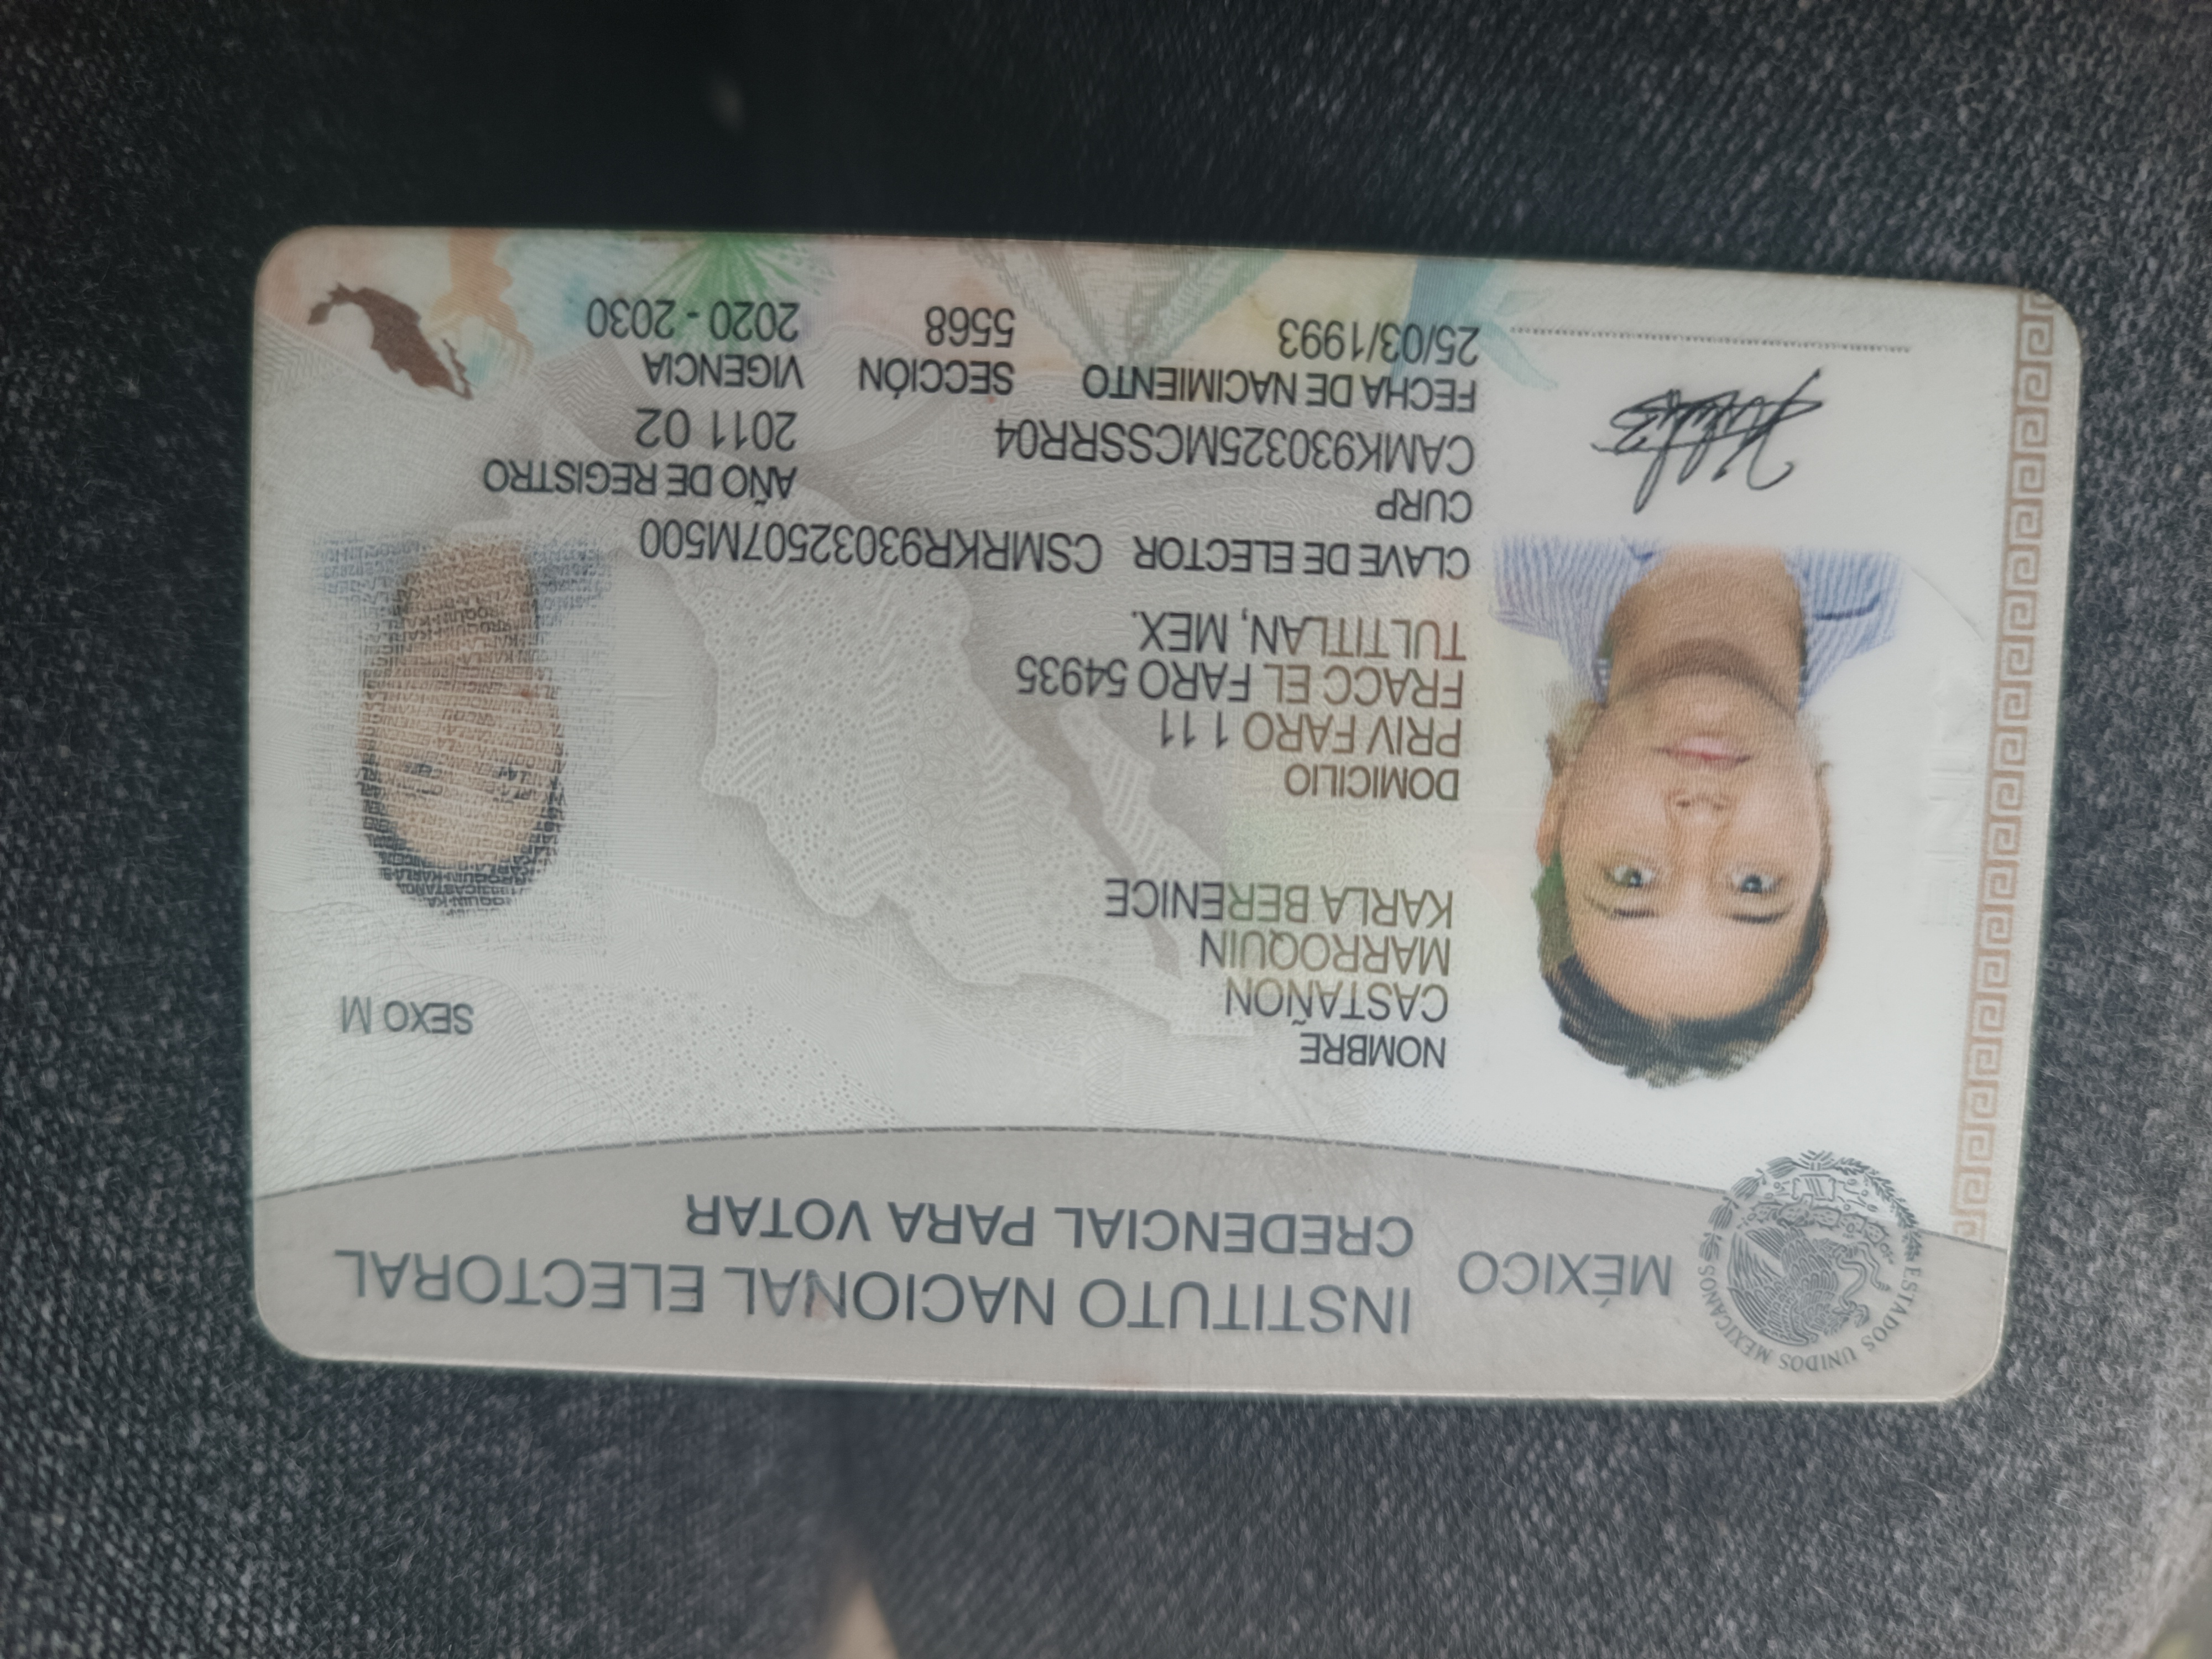 MÉXICO
INSTITUTO NACIONAL ELECTORAL
CREDENCIAL PARA VOTAR
ESTADOS UNIDOS MEXICANOS
NOMBRE
CASTAÑON
MARROQUIN
KARLA BERENICE
SEXO M
DOMICILIO
PRIV FARO 1 11
FRACC EL FARO 54935
TULTITLAN, MEX.
CLAVE DE ELECTOR CSMRKR93032507M500
CURP
CAMK930325MCSSRR04
AÑO DE REGISTRO
2011 02
FECHA DE NACIMIENTO
25/03/1993
SECCIÓN
5568
VIGENCIA
2020 - 2030